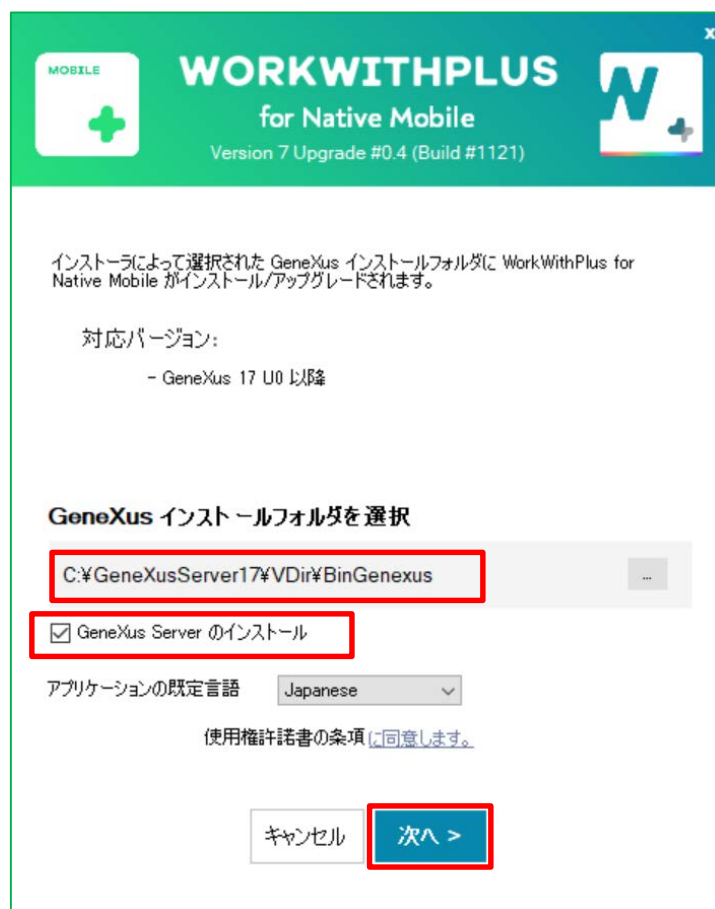 x
MOBILE
WORKWITHPLUS
for Native Mobile
Version 7 Upgrade #0.4 (Build #1121)
インストーラによって選択された GeneXus インストールフォルダに WorkWithPlus for
Native Mobile がインストール/アップグレードされます。
対応バージョン:
- GeneXus 17 U0 以降
GeneXus インストールフォルダを選択
C:¥GeneXusServer17¥VDir¥BinGenexus
...
GeneXus Server のインストール
アプリケーションの既定言語 Japanese
使用権許諾書の条項に同意します。
キャンセル 次へ >